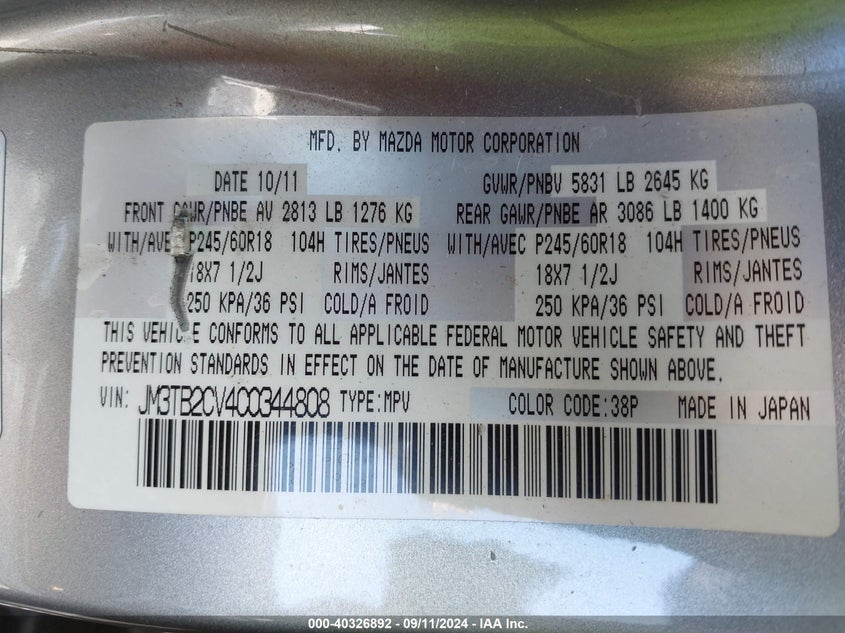 MFD. BY MAZDA MOTOR CORPORATION
DATE 10/11 GVWR/PNBV 5831 LB 2645 KG
FRONT GAWR/PNBE AV 2813 LB 1276 KG REAR GAWR/PNBE AR 3086 LB 1400 KG
WITH/AVEC P245/60R18 104H TIRES/PNEUS WITH/AVEC P245/60R18 104H TIRES/PNEUS
18X7 1/2J RIMS/JANTES 18X7 1/2J RIMS/JANTES
250 KPA/36 PSI COLD/A FROID 250 KPA/36 PSI COLD/A FROID
THIS VEHICLE CONFORMS TO ALL APPLICABLE FEDERAL MOTOR VEHICLE SAFETY AND THEFT
PREVENTION STANDARDS IN EFFECT ON THE DATE OF MANUFACTURE SHOWN ABOVE.
VIN: JM3TB2CV4C0344808 TYPE:MPV COLOR CODE:38P MADE IN JAPAN
000-40326892 - 09/11/2024 - IAA Inc.